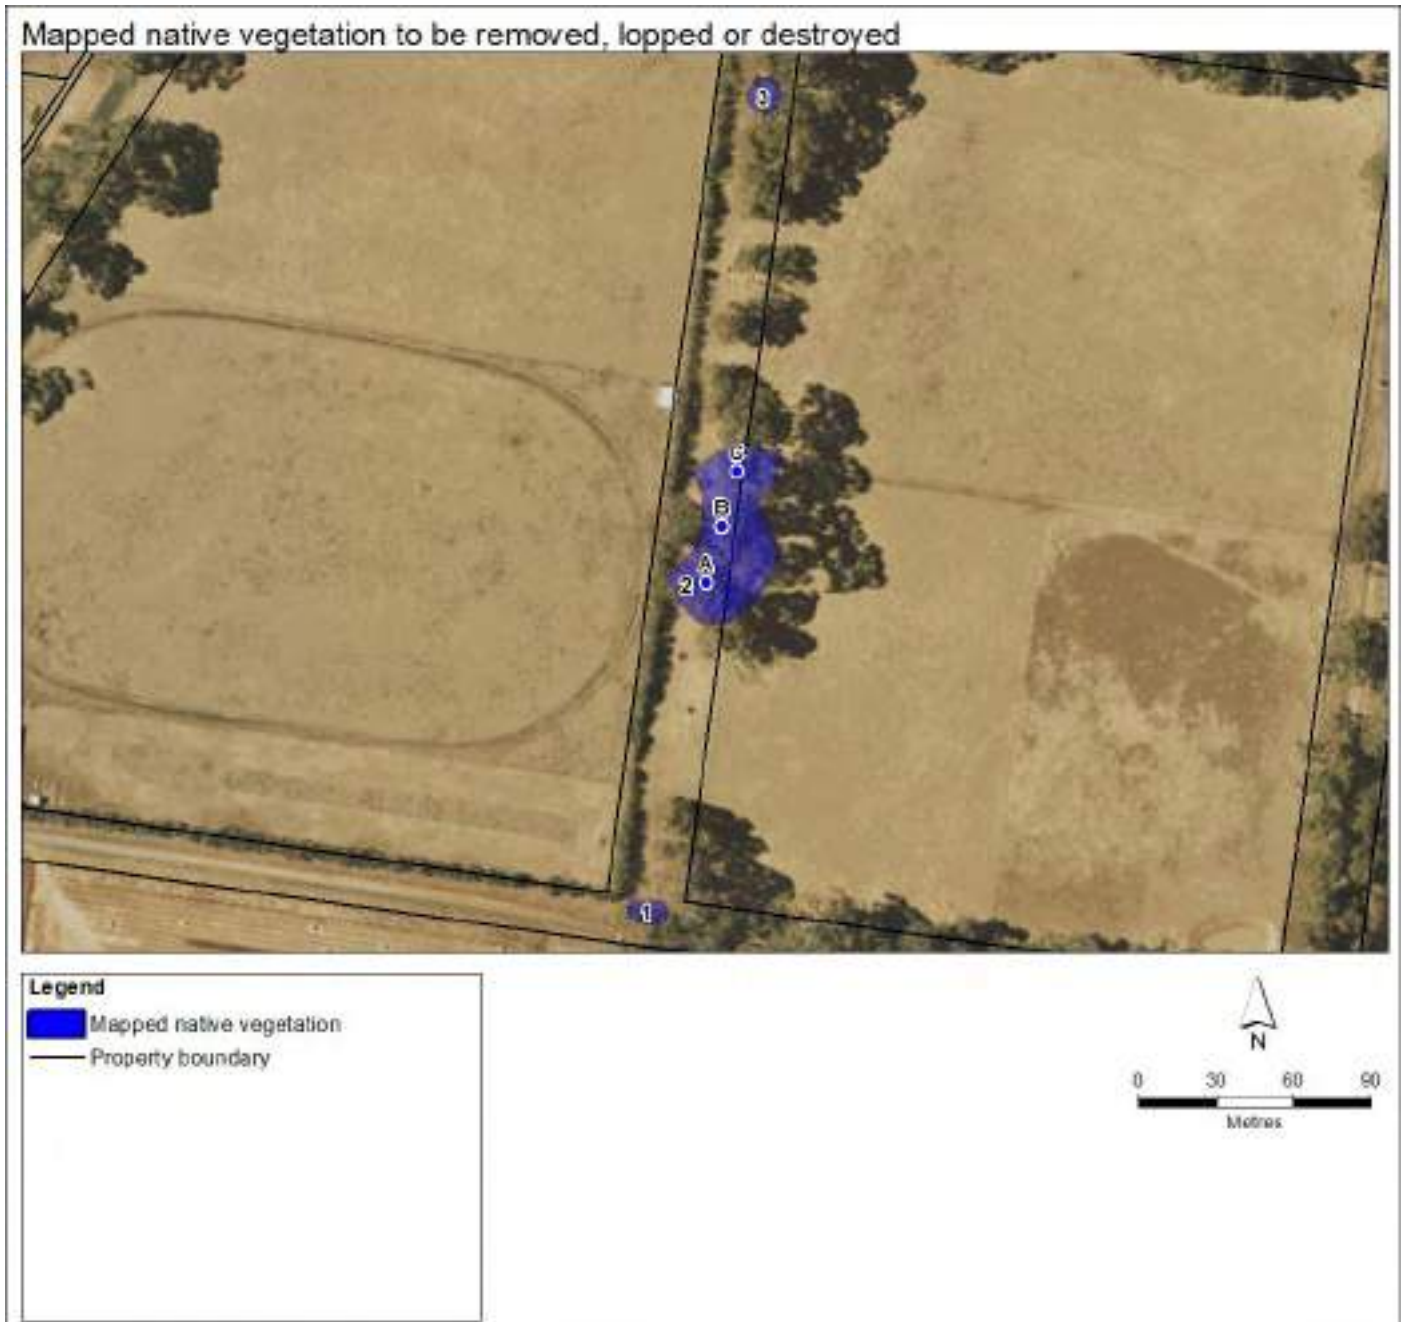 Mapped native vegetation to be removed, lopped or destroyed
3
C
B
A
2
1
Legend
Mapped native vegetation
Property boundary
N
0 30 60 90
Metres